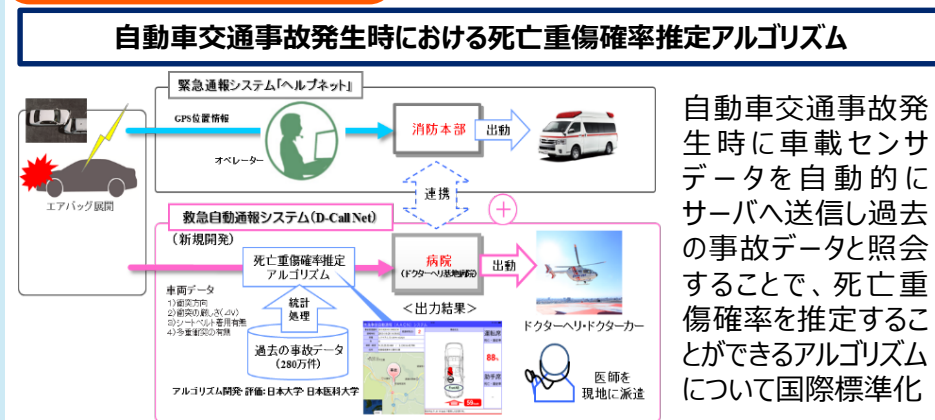 自動車交通事故発生時における死亡重傷確率推定アルゴリズム
緊急通報システム「ヘルプネット」
GPS位置情報
オペレーター
消防本部
出動
エアバッグ展開
連携
救急自動通報システム(D-Call Net)
(新規開発)
死亡重傷確率推定
アルゴリズム
病院
(ドクターヘリ基地病院)
出動
車両データ
1)衝突方向
2)衝突の厳しさ(⊿V)
3)シートベルト着用有無
4)多重衝突の有無
統計
処理
<出力結果>
過去の事故データ
(280万件)
運転席
88%
助手席
ドクターヘリ・ドクターカー
医師を
現地に派遣
アルゴリズム開発・評価:日本大学・日本医科大学
自動車交通事故発
生時に車載センサ
データを自動的に
サーバへ送信し過去
の事故データと照会
することで、死亡重
傷確率を推定するこ
とができるアルゴリズム
について国際標準化